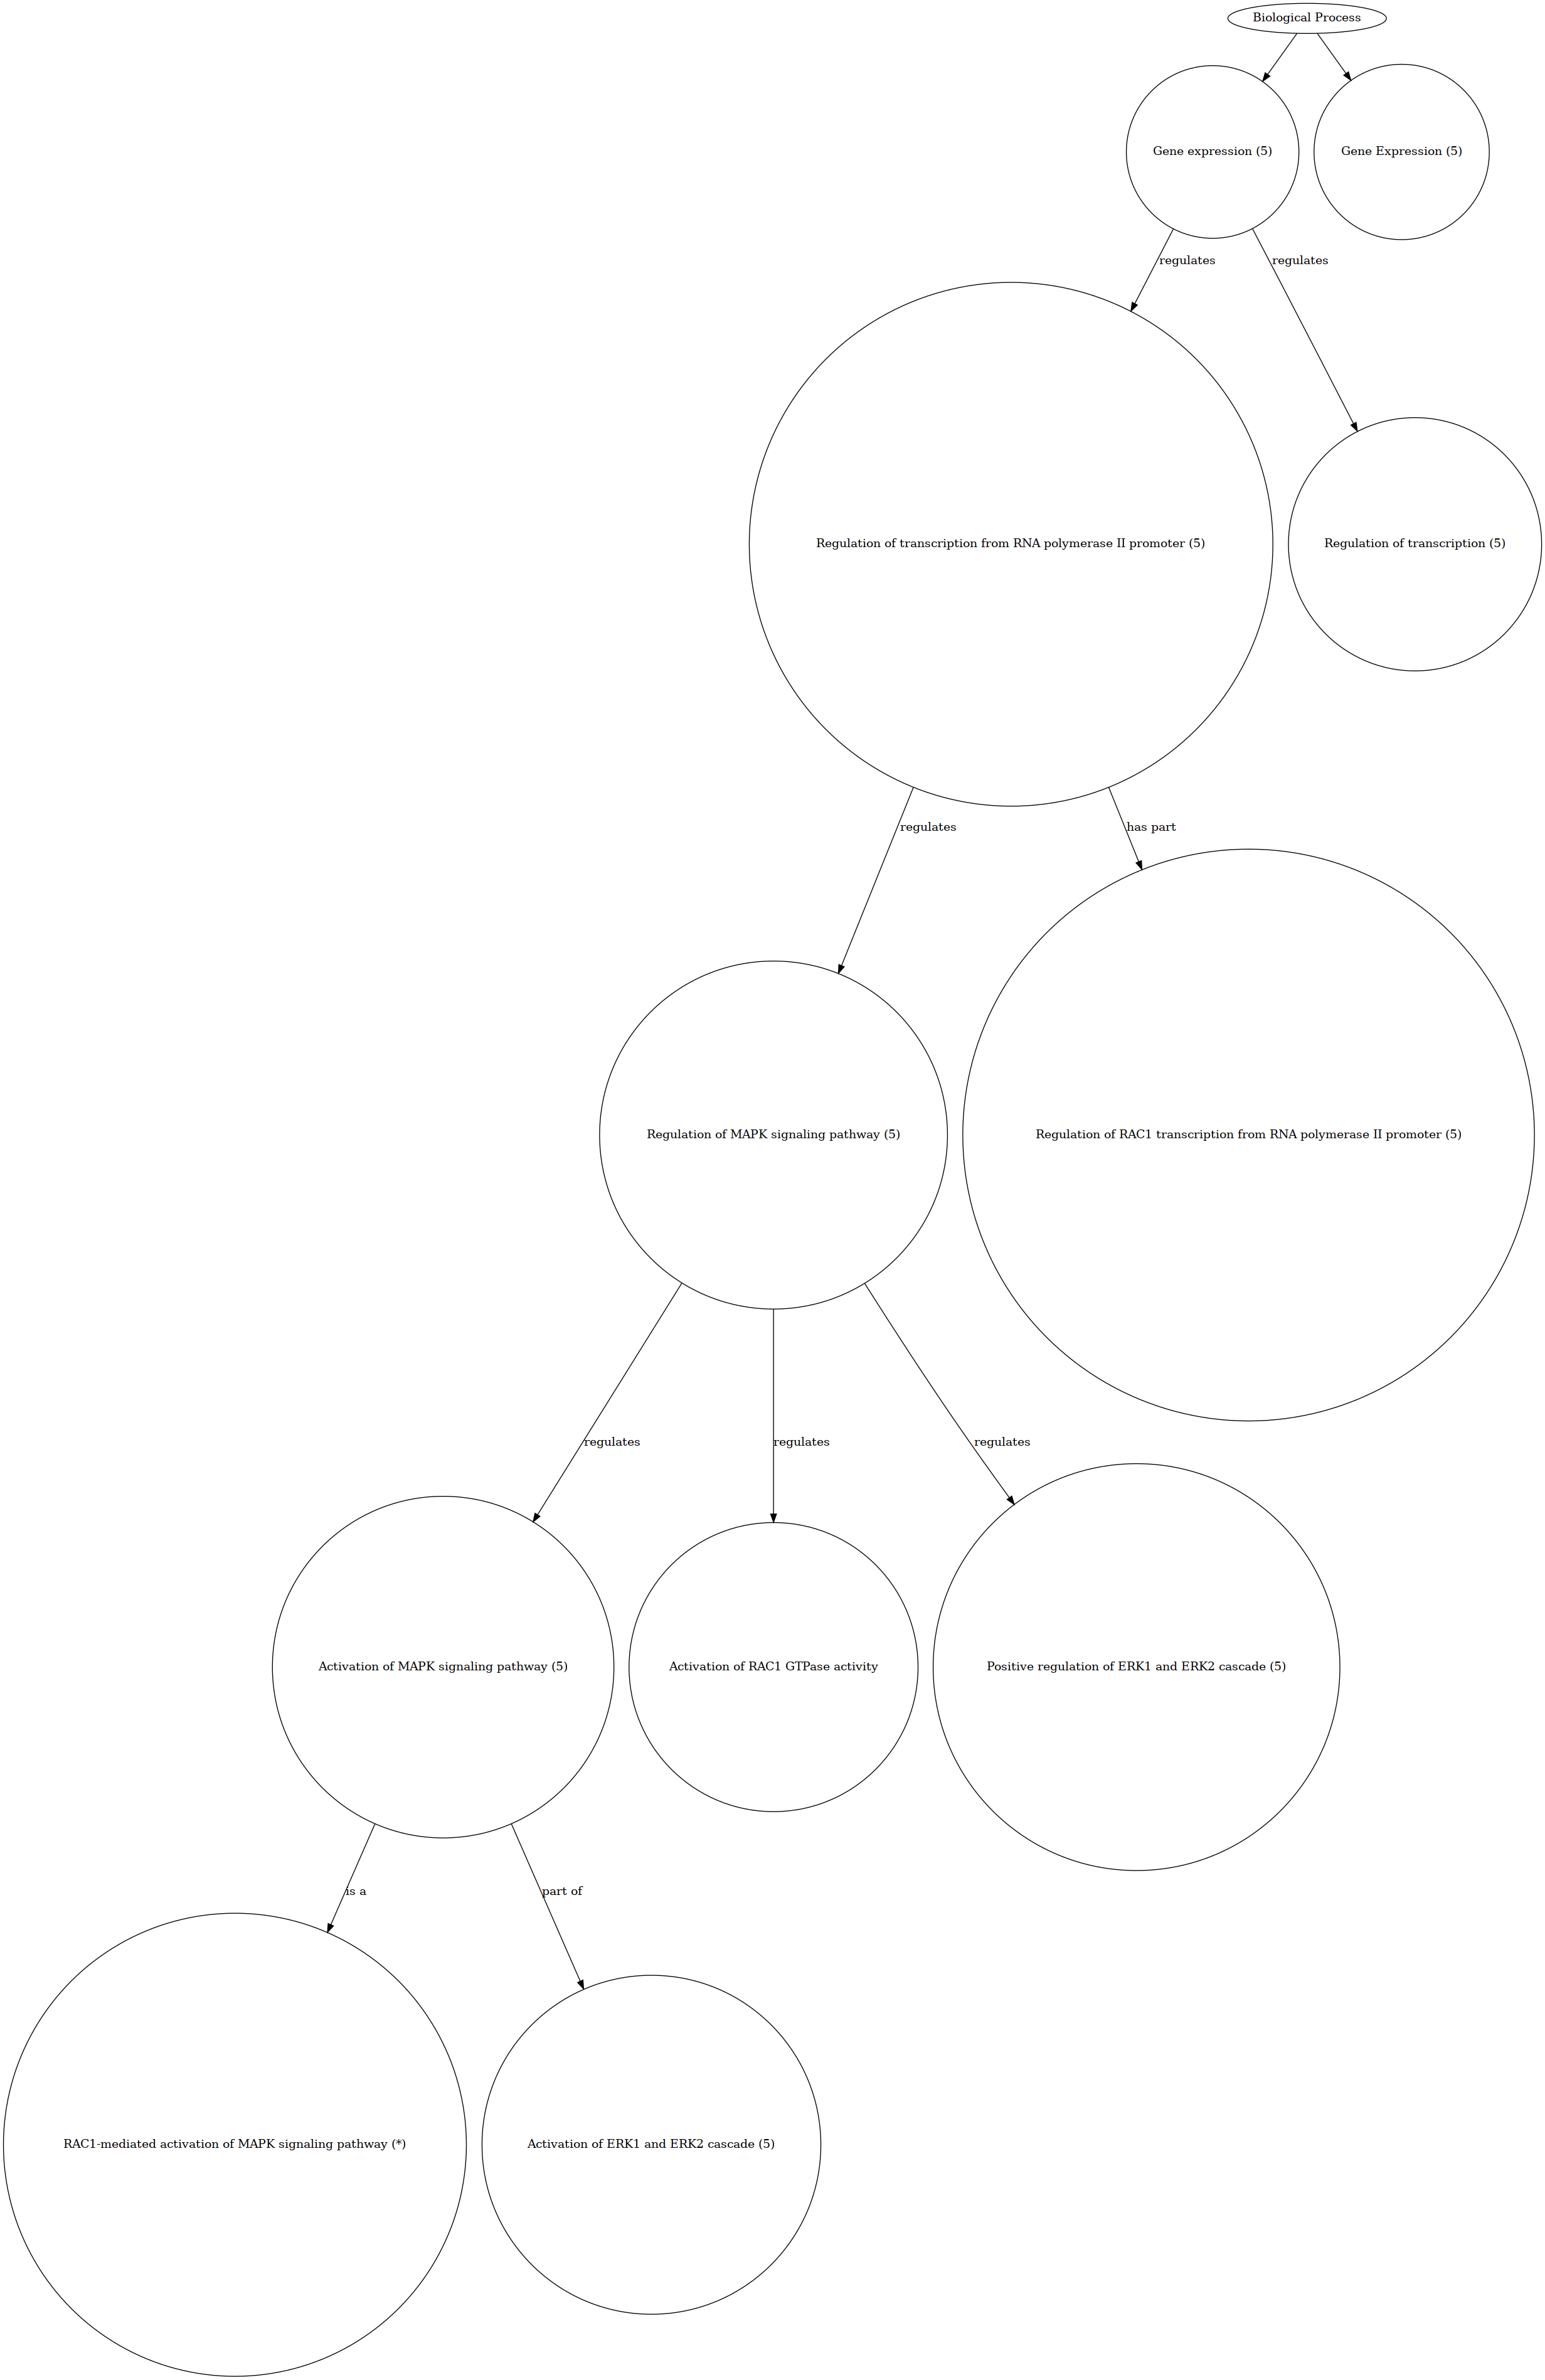 Biological Process
Gene expression (5)
Gene Expression (5)
regulates
regulates
Regulation of transcription from RNA polymerase II promoter (5)
Regulation of transcription (5)
regulates
has part
Regulation of MAPK signaling pathway (5)
Regulation of RAC1 transcription from RNA polymerase II promoter (5)
regulates
regulates
regulates
Activation of MAPK signaling pathway (5)
Activation of RAC1 GTPase activity
Positive regulation of ERK1 and ERK2 cascade (5)
is a
part of
RAC1-mediated activation of MAPK signaling pathway (*)
Activation of ERK1 and ERK2 cascade (5)